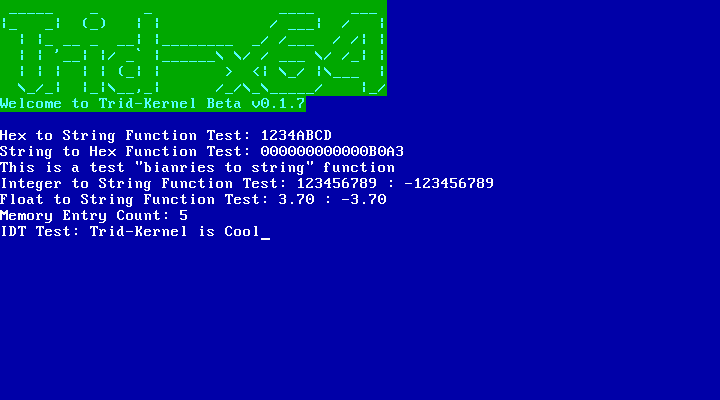 Trid-x64
Welcome to Trid-Kernel Beta v0.1.7
Hex to String Function Test: 1234ABCD
String to Hex Function Test: 000000000000B0A3
This is a test "bianries to string" function
Integer to String Function Test: 123456789 : -123456789
Float to String Function Test: 3.70 : -3.70
Memory Entry Count: 5
IDT Test: Trid-Kernel is Cool_